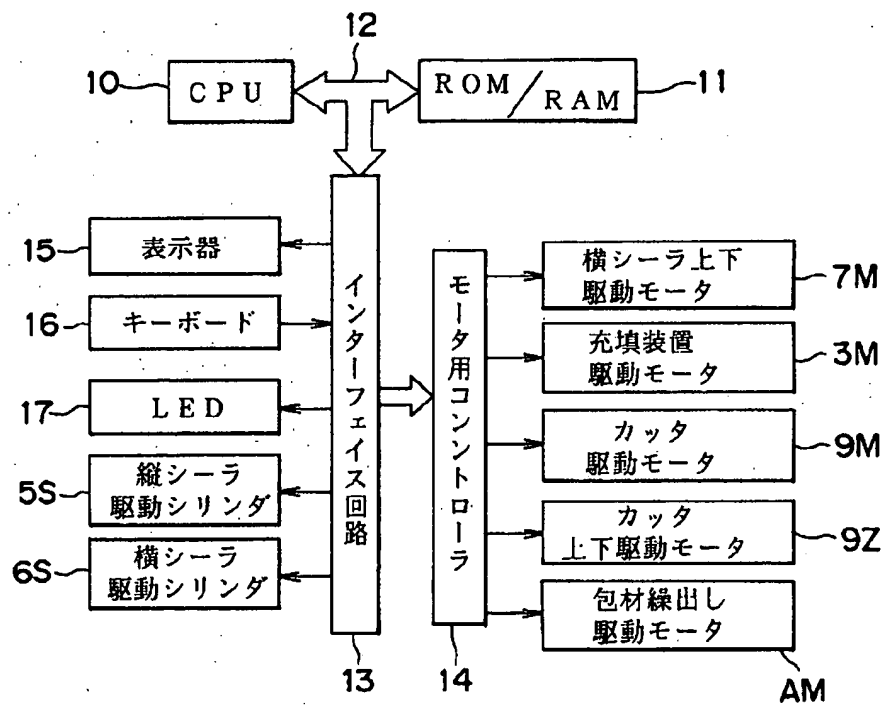 12
10
CPU
ROM/RAM
11
15
表示器
16
キーボード
17
LED
5S
縦シーラ
駆動シリンダ
6S
横シーラ
駆動シリンダ
インターフェイス回路
13
モータ用コンントローラ
14
横シーラ上下
駆動モータ
7M
充填装置
駆動モータ
3M
カッタ
駆動モータ
9M
カッタ
上下駆動モータ
9Z
包材繰出し
駆動モータ
AM